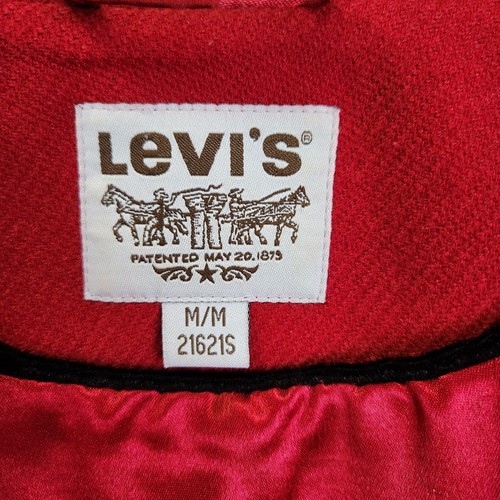 Levi's®
PATENTED MAY 20.1873
M/M
21621S